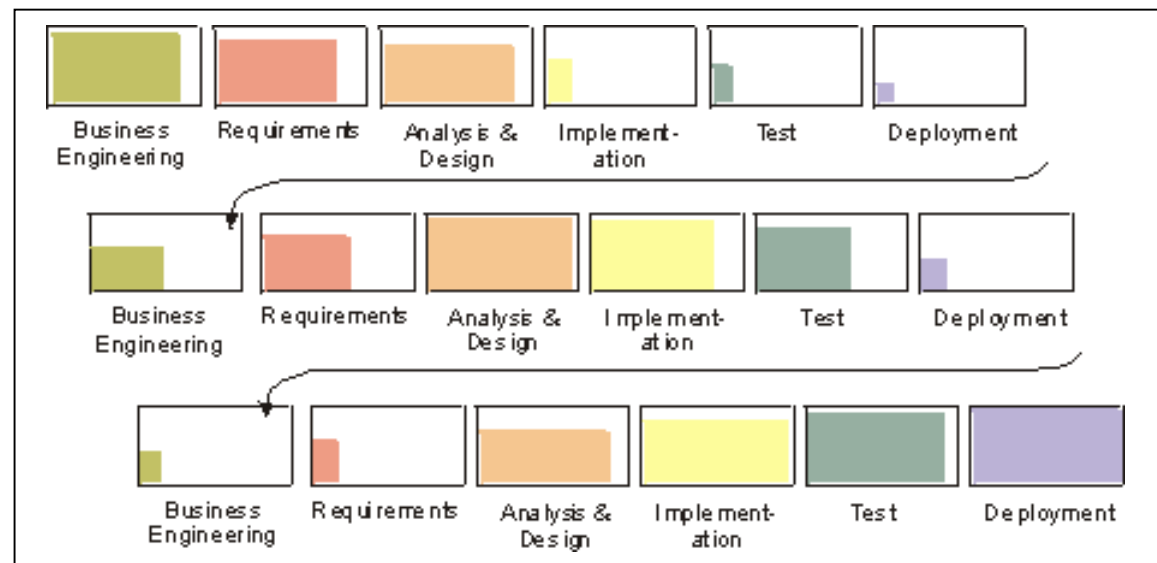 Business
Engineering
Requirements
Analysis &
Design
Implement-
ation
Test
Deployment
Business
Engineering
Requirements
Analysis &
Design
Implement-
ation
Test
Deployment
Business
Engineering
Requirements
Analysis &
Design
Implement-
ation
Test
Deployment